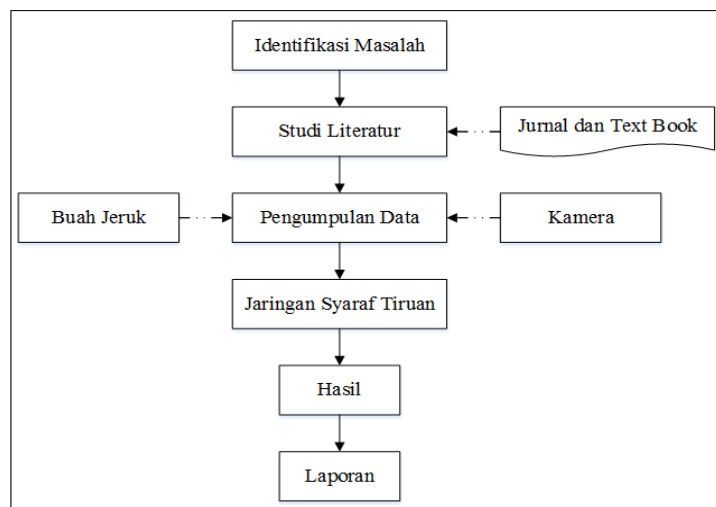 Identifikasi Masalah
Studi Literatur
Jurnal dan Text Book
Buah Jeruk
Pengumpulan Data
Kamera
Jaringan Syaraf Tiruan
Hasil
Laporan